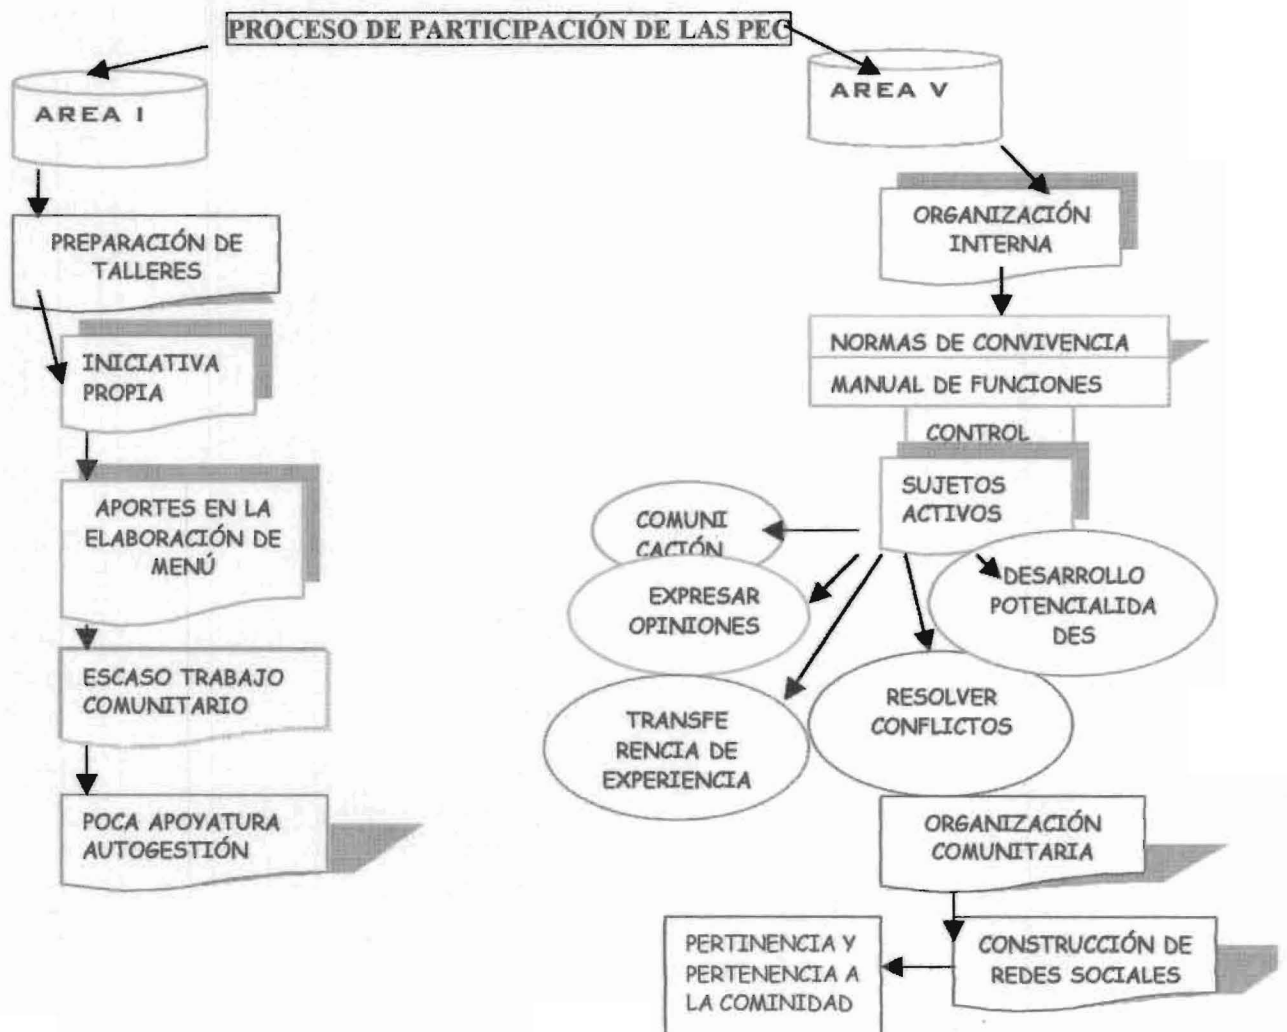 PROCESO DE PARTICIPACIÓN DE LAS PEC
AREA I
PREPARACIÓN DE
TALLERES
INICIATIVA
PROPIA
APORTES EN LA
ELABORACIÓN DE
MENÚ
ESCASO TRABAJO
COMUNITARIO
POCA APOYATURA
AUTOGESTIÓN
AREA V
ORGANIZACIÓN
INTERNA
NORMAS DE CONVIVENCIA
MANUAL DE FUNCIONES
CONTROL
SUJETOS
ACTIVOS
COMUNI
CACIÓN
EXPRESAR
OPINIONES
TRANSFE
RENCIA DE
EXPERIENCIA
RESOLVER
CONFLICTOS
DESARROLLO
POTENCIALIDA
DES
ORGANIZACIÓN
COMUNITARIA
CONSTRUCCIÓN DE
REDES SOCIALES
PERTINENCIA Y
PERTENENCIA A
LA COMINIDAD